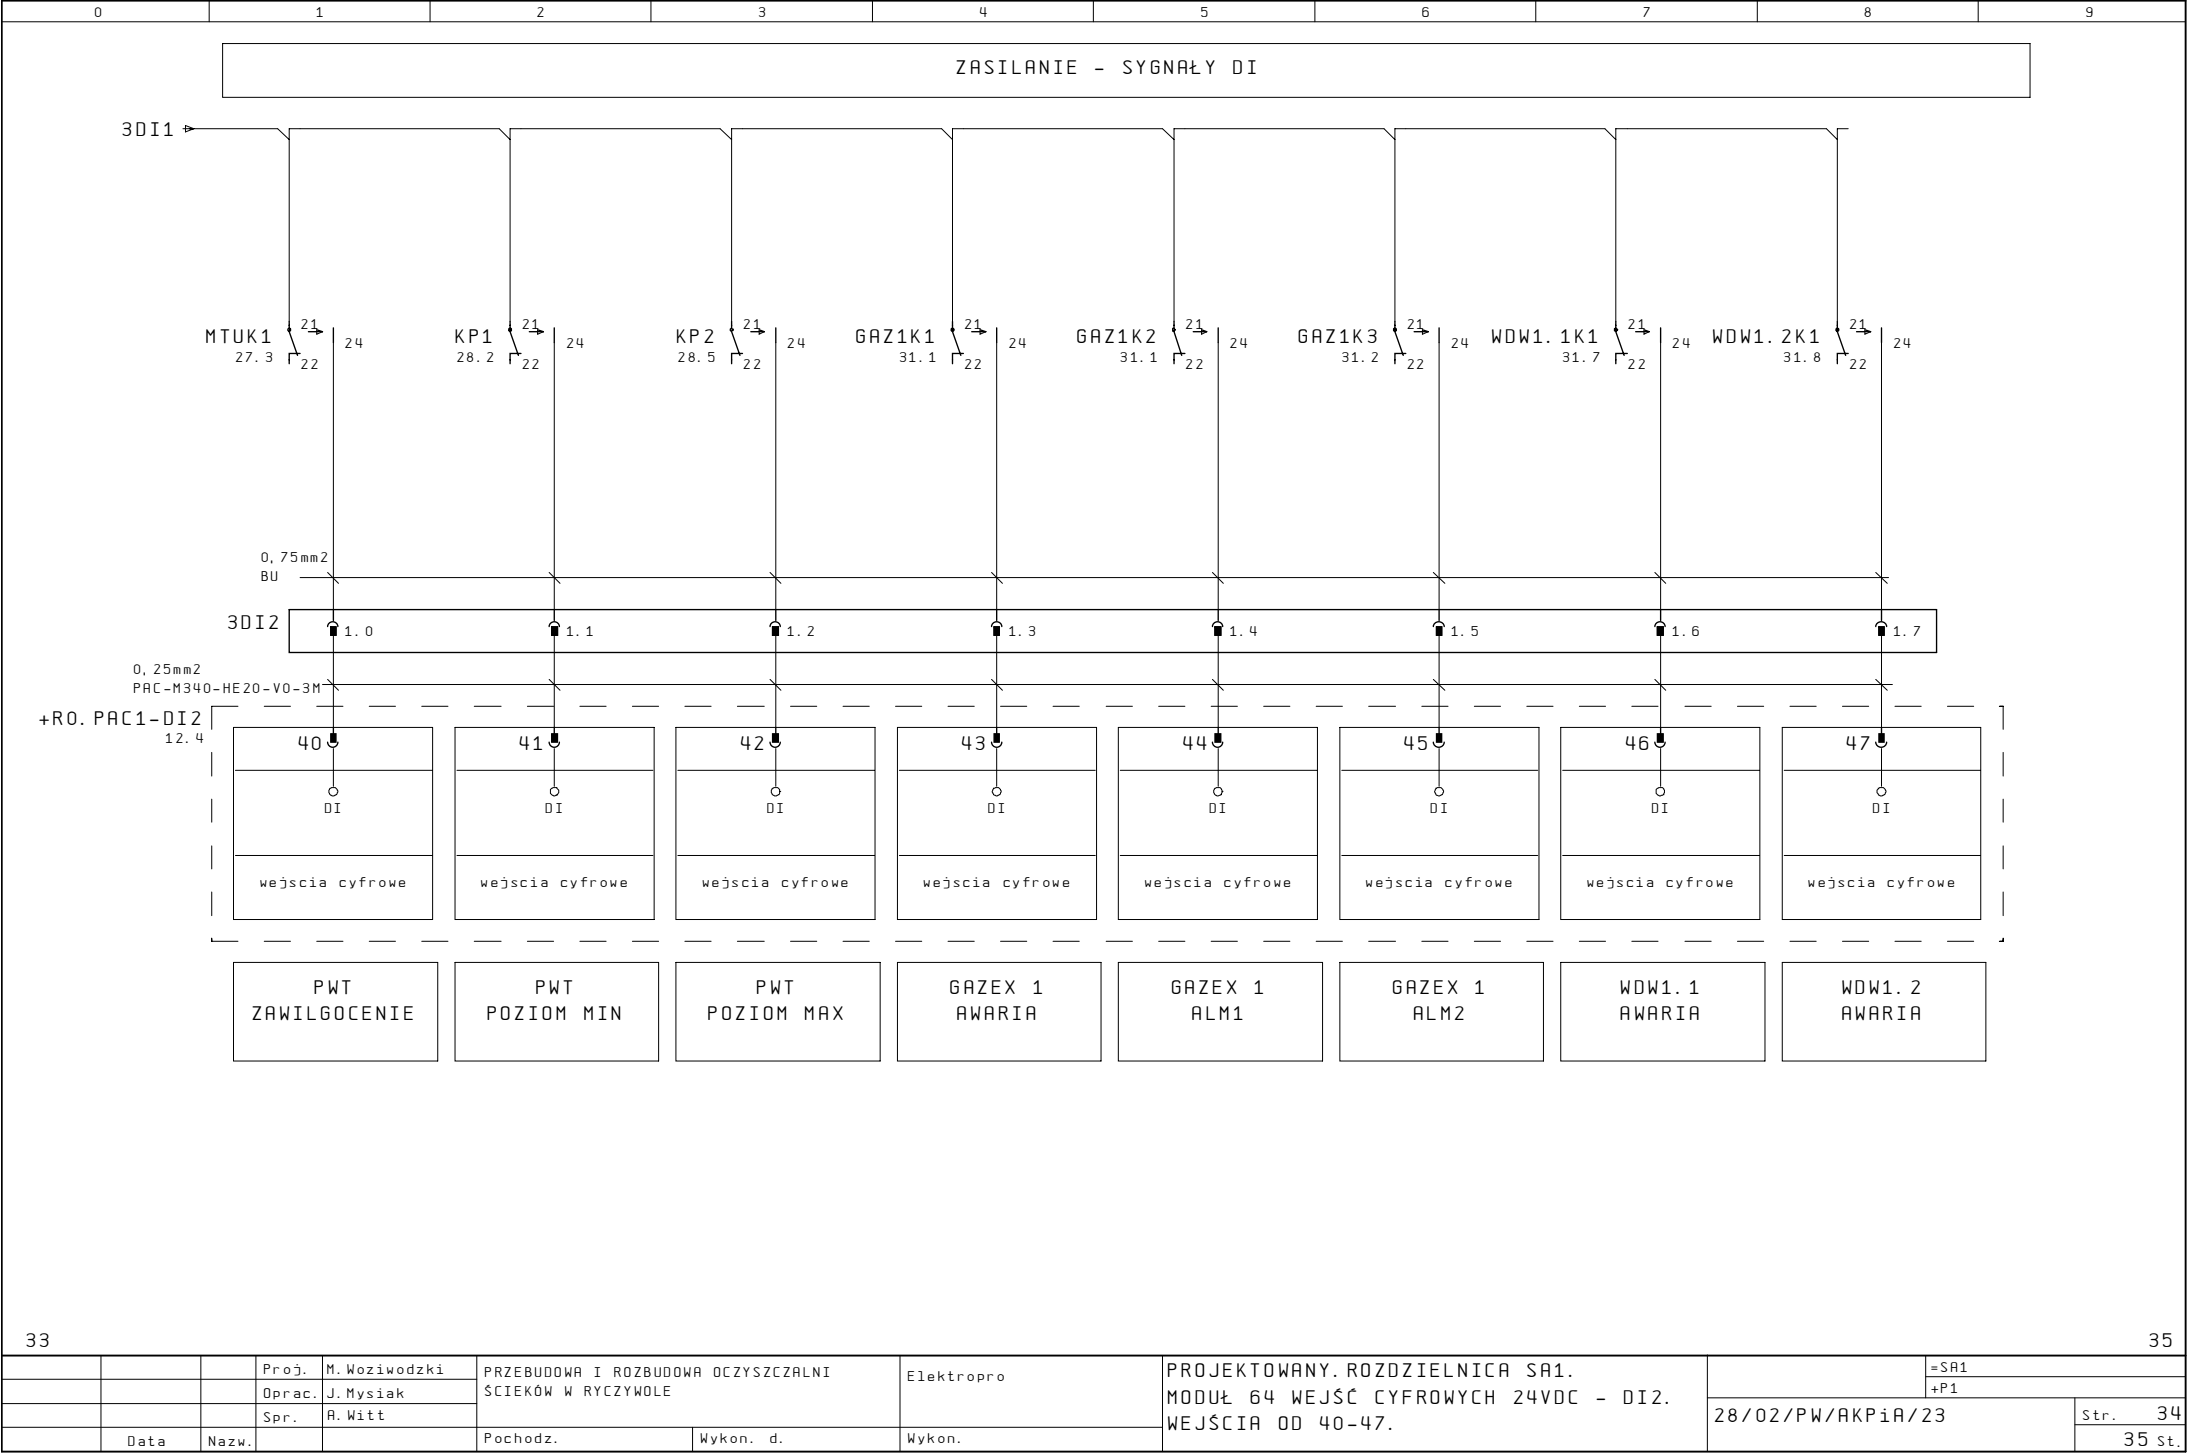 0 1 2 3 4 5 6 7 8 9
ZASILANIE - SYGNAŁY DI
3DI1
MTUK1 21 24 KP1 21 24 KP2 21 24 GAZ1K1 21 24 GAZ1K2 21 24 GAZ1K3 21 24 WDW1.1K1 21 24 WDW1.2K1 21 24
27.3 22 28.2 22 28.5 22 31.1 22 31.1 22 31.2 22 31.7 22 31.8 22
0,75mm2
BU
3DI2 1.0 1.1 1.2 1.3 1.4 1.5 1.6 1.7
0,25mm2
PAC-M340-HE20-V0-3M
+RO.PAC1-DI2
12.4
40 41 42 43 44 45 46 47
DI DI DI DI DI DI DI DI
wejscia cyfrowe wejscia cyfrowe wejscia cyfrowe wejscia cyfrowe wejscia cyfrowe wejscia cyfrowe wejscia cyfrowe wejscia cyfrowe
PWT
ZAWILGOCENIE
PWT
POZIOM MIN
PWT
POZIOM MAX
GAZEX 1
AWARIA
GAZEX 1
ALM1
GAZEX 1
ALM2
WDW1.1
AWARIA
WDW1.2
AWARIA
33 35
Proj. M.Woziwodzki
Oprac. J.Mysiak
Spr. A.Witt
Data Nazw.
PRZEBUDOWA I ROZBUDOWA OCZYSZCZALNI
ŚCIEKÓW W RYCZYWOLE
Pochodz. Wykon. d.
Elektropro
Wykon.
PROJEKTOWANY.ROZDZIELNICA SA1.
MODUŁ 64 WEJŚĆ CYFROWYCH 24VDC - DI2.
WEJŚCIA OD 40-47.
=SA1
+P1
28/02/PW/AKPiA/23
Str. 34
35 St.